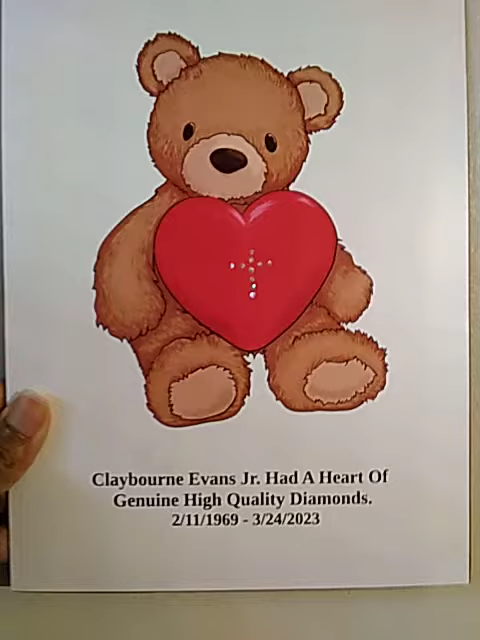 Claybourne Evans Jr. Had A Heart Of
Genuine High Quality Diamonds.
2/11/1969 - 3/24/2023